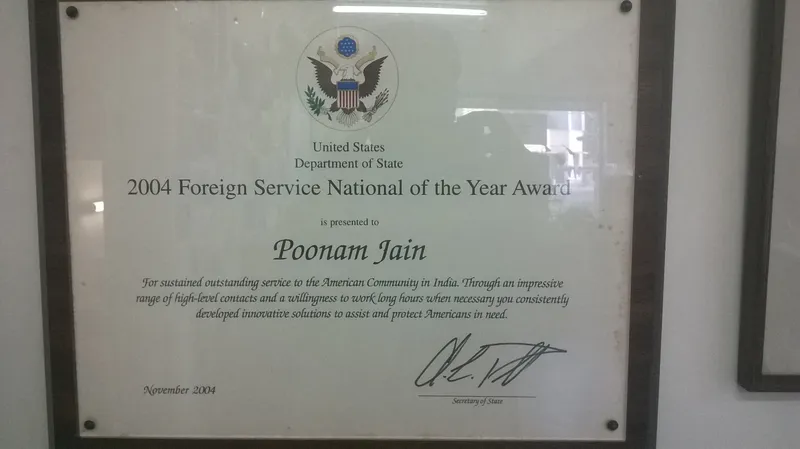 United States
Department of State
2004 Foreign Service National of the Year Award
is presented to
Poonam Jain
For sustained outstanding service to the American Community in India. Through an impressive
range of high-level contacts and a willingness to work long hours when necessary you consistently
developed innovative solutions to assist and protect Americans in need.
November 2004
Secretary of State